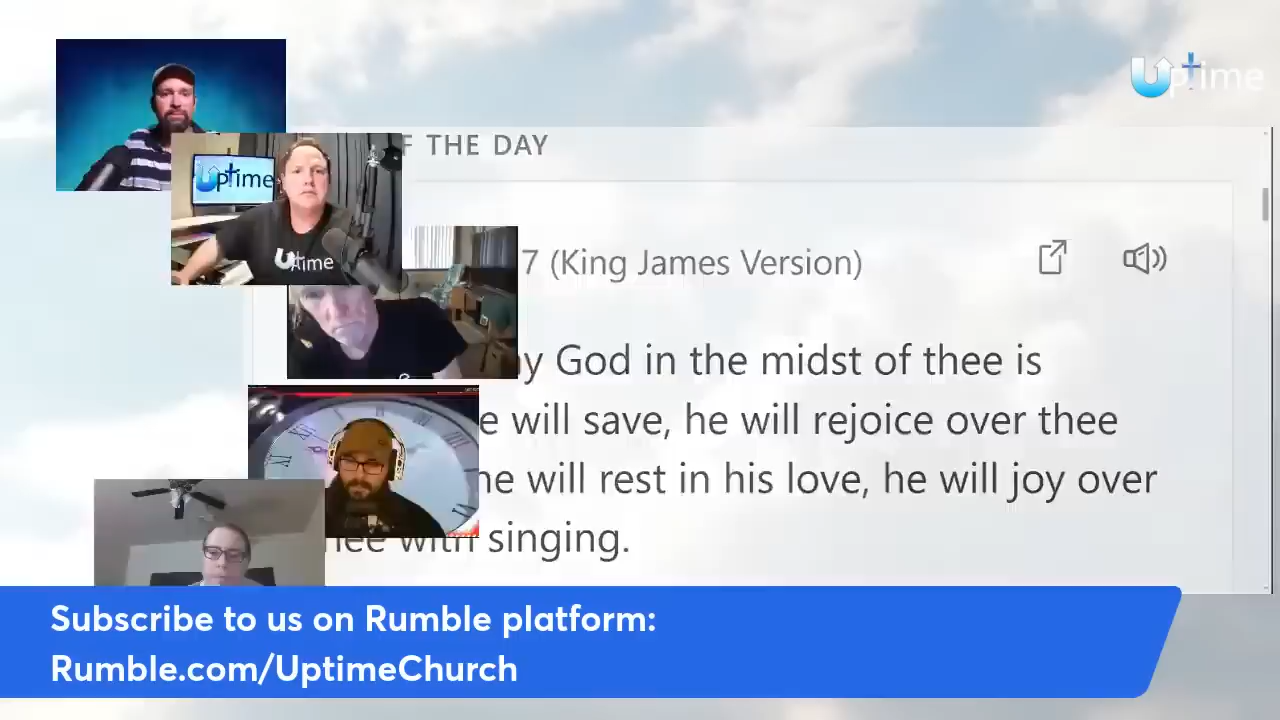 Uptime
F THE DAY
Uptime
7 (King James Version)
Uptime
y God in the midst of thee is
e will save, he will rejoice over thee
he will rest in his love, he will joy over
hee with singing.
Subscribe to us on Rumble platform:
Rumble.com/UptimeChurch